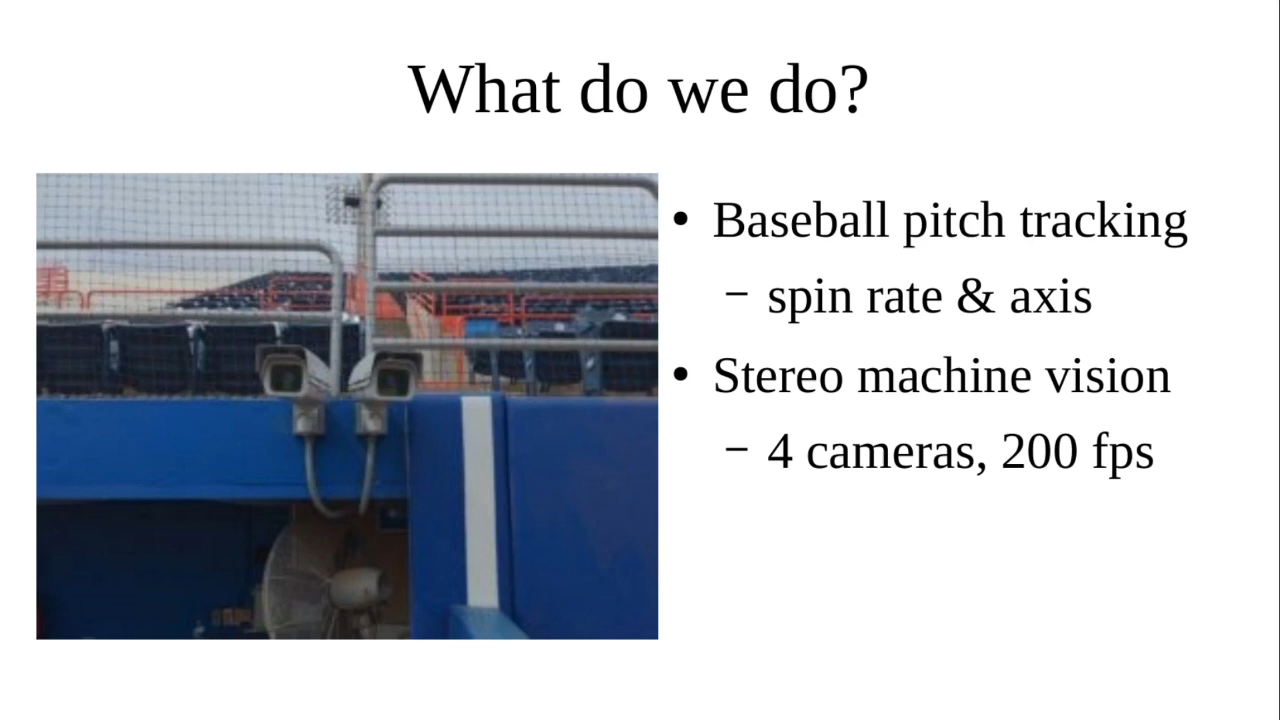 What do we do?
• Baseball pitch tracking
– spin rate & axis
• Stereo machine vision
– 4 cameras, 200 fps